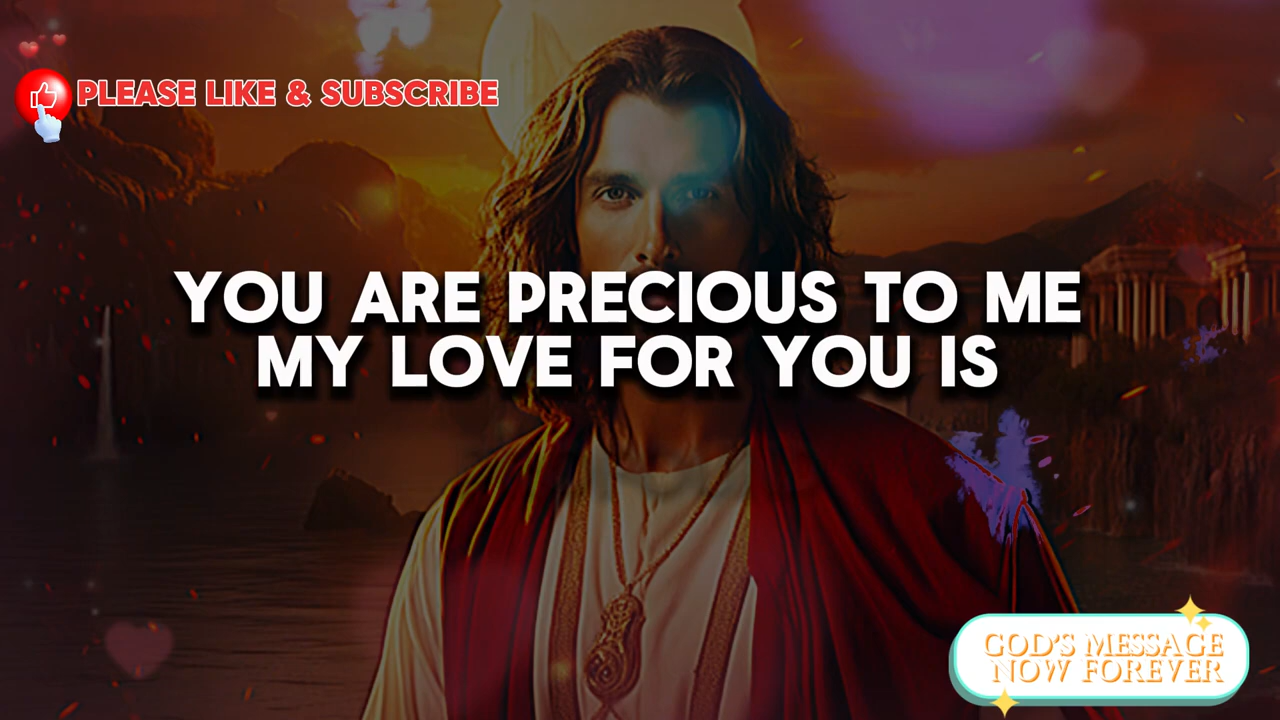 PLEASE LIKE & SUBSCRIBE
YOU ARE PRECIOUS TO ME
MY LOVE FOR YOU IS
GOD'S MESSAGE
NOW FOREVER